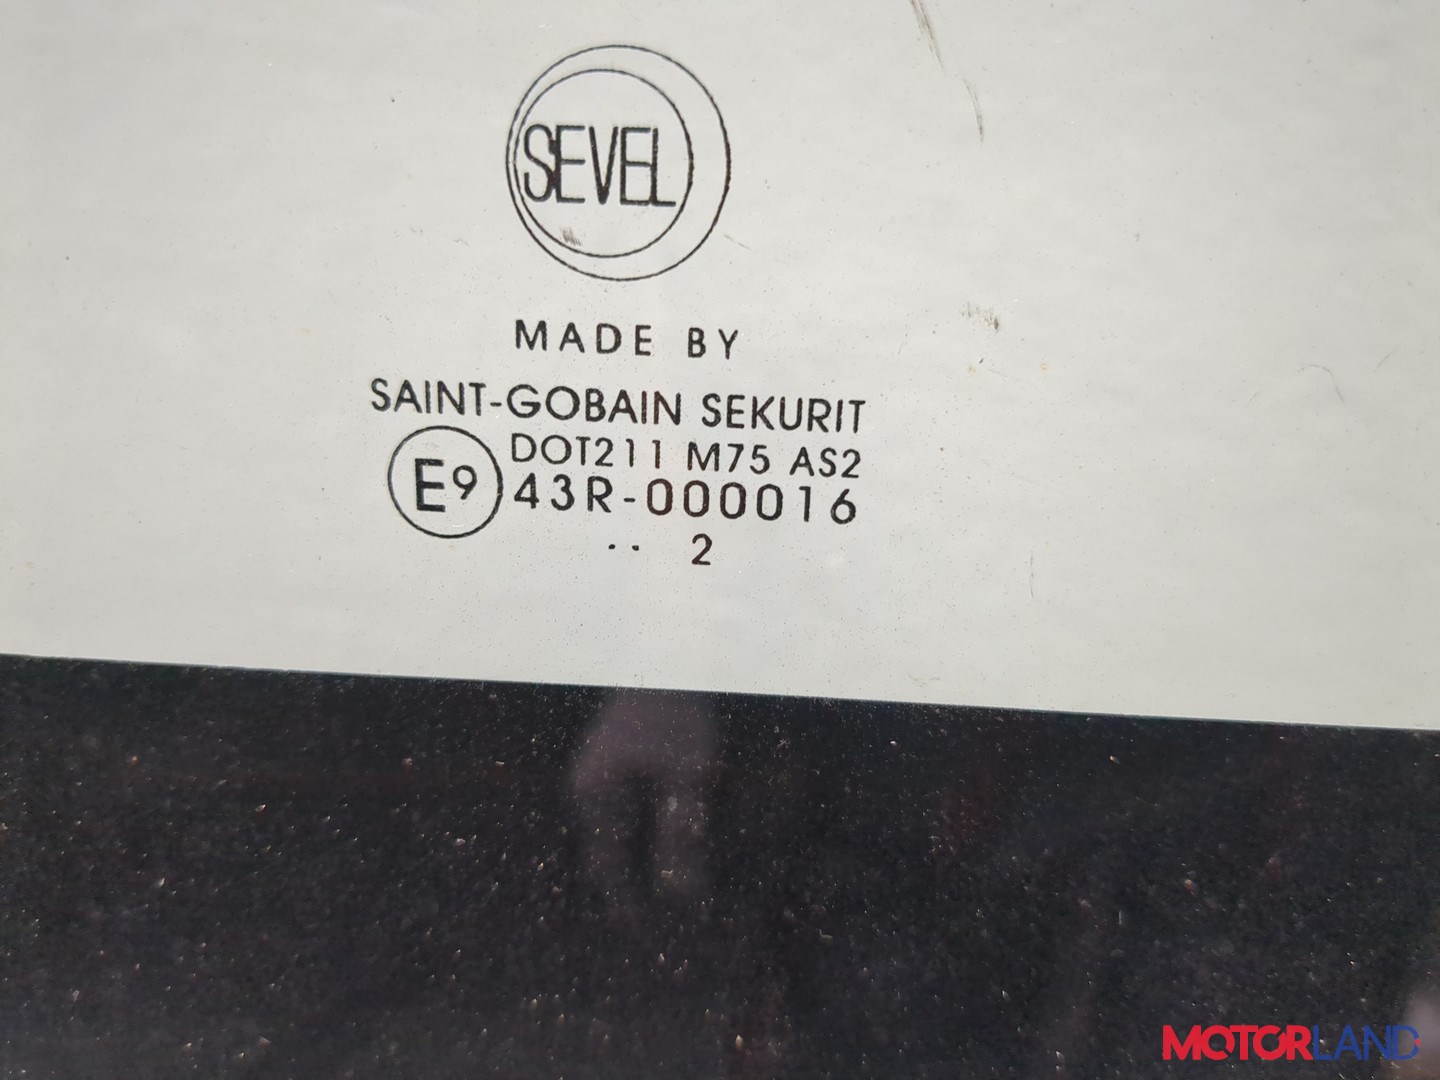 SEVEL
MADE BY
SAINT-GOBAIN SEKURIT
DOT211 M75 AS2
E9 43R-000016
.. 2
MOTORLAND